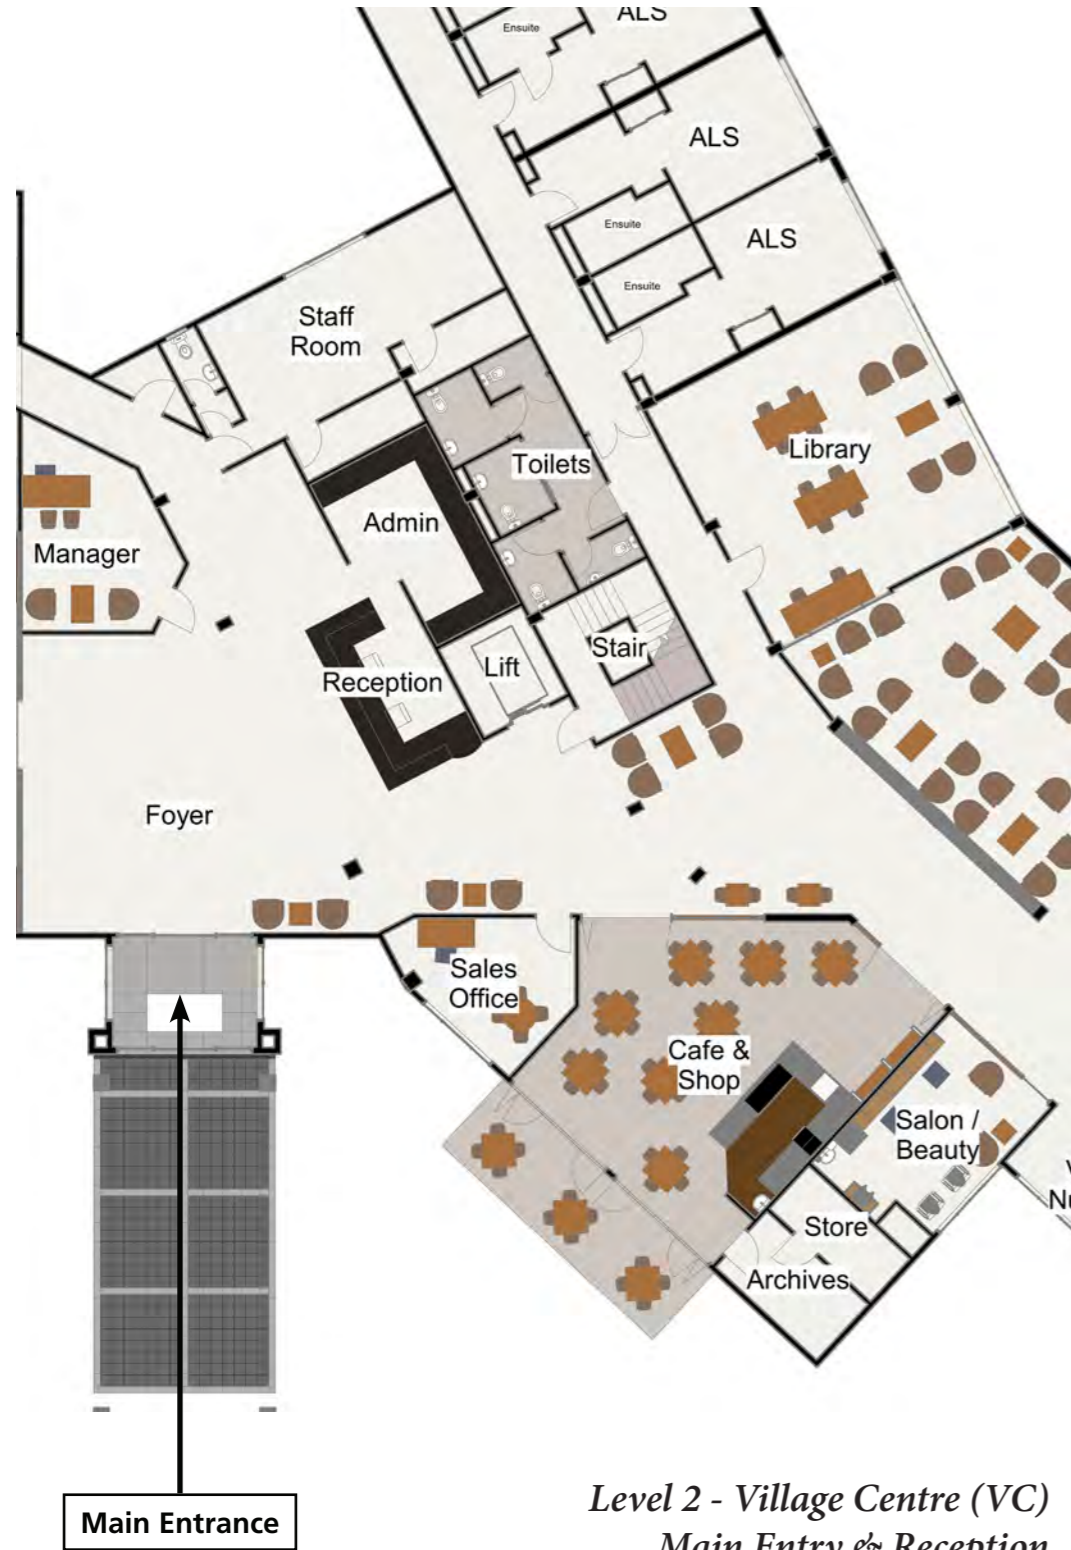 ALS
Ensuite
ALS
Ensuite
ALS
Ensuite
Staff
Room
Library
Toilets
Admin
Manager
Stair
Lift
Reception
Foyer
Sales
Office
Cafe &
Shop
Salon /
Beauty
Store
Archives
Main Entrance
Level 2 - Village Centre (VC)
Main Entry & Reception